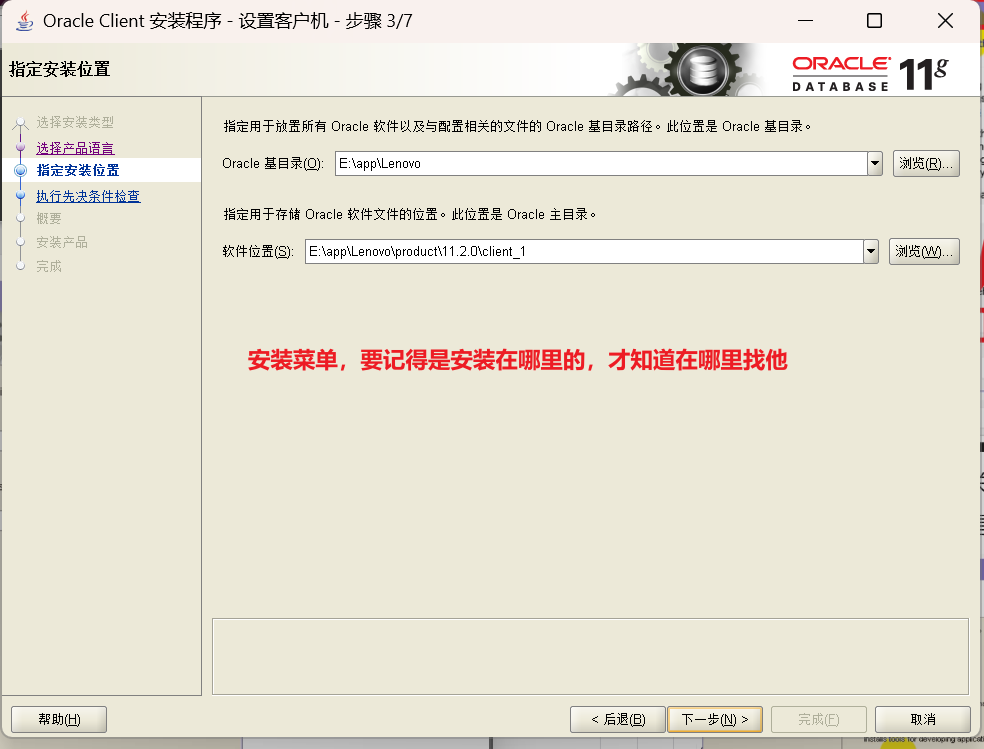 Oracle Client 安装程序 - 设置客户机 - 步骤 3/7
指定安装位置
ORACLE
DATABASE 11g
选择安装类型
选择产品语言
指定安装位置
执行先决条件检查
概要
安装产品
完成
指定用于放置所有 Oracle 软件以及与配置相关的文件的 Oracle 基目录路径。此位置是 Oracle 基目录。
Oracle 基目录(O): E:\app\Lenovo 浏览(R)...
指定用于存储 Oracle 软件文件的位置。此位置是 Oracle 主目录。
软件位置(S): E:\app\Lenovo\product\11.2.0\client_1 浏览(W)...
安装菜单，要记得是安装在哪里的，才知道在哪里找他
帮助(H) < 后退(B) 下一步(N) > 完成(F) 取消
installs tools for developing applicat